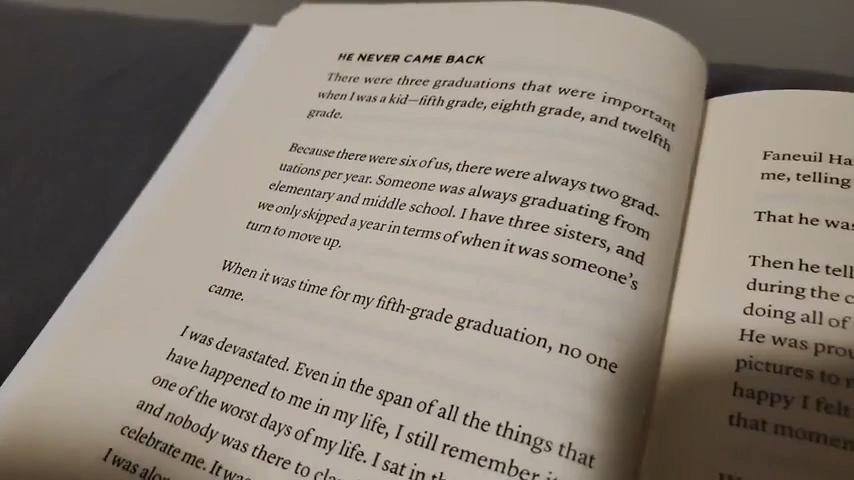 HE NEVER CAME BACK
There were three graduations that were important
when I was a kid—fifth grade, eighth grade, and twelfth
grade.
Because there were six of us, there were always two grad-
uations per year. Someone was always graduating from
elementary and middle school. I have three sisters, and
we only skipped a year in terms of when it was someone's
turn to move up.
When it was time for my fifth-grade graduation, no one
came.
I was devastated. Even in the span of all the things that
have happened to me in my life, I still remember
one of the worst days of my life. I sat in
and nobody was there to
celebrate me. It
I was
Faneuil
me, telling
That he was
Then he tell
during the
doing all of
He was
pictures to
happy I felt
that